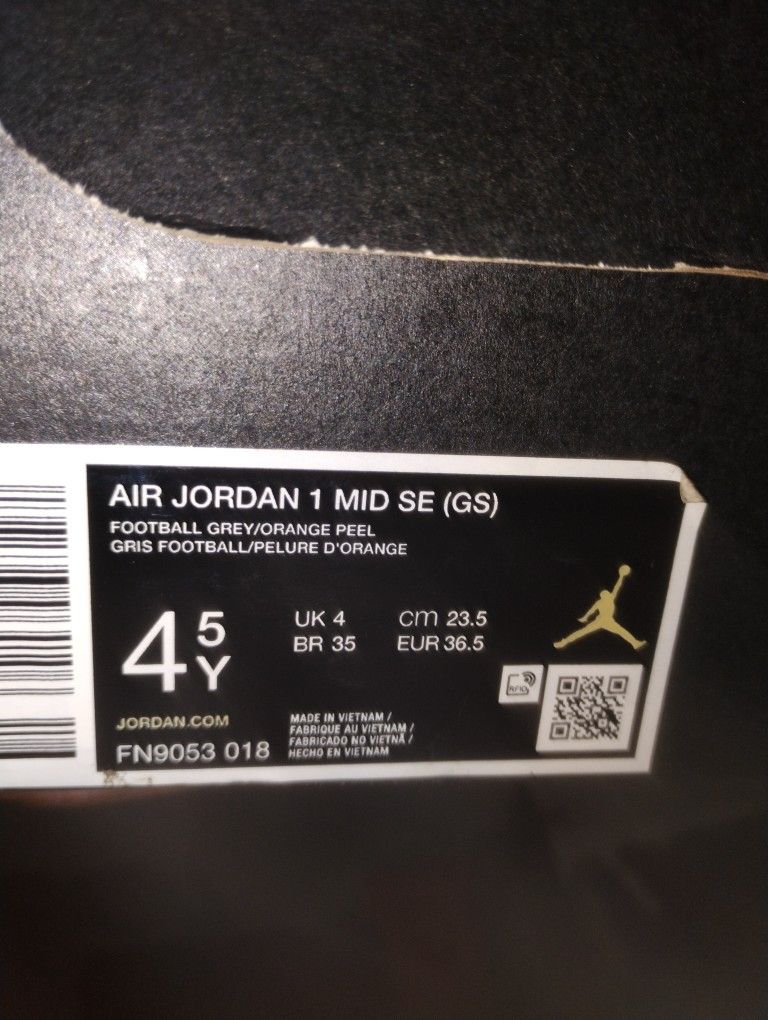 AIR JORDAN 1 MID SE (GS)
FOOTBALL GREY/ORANGE PEEL
GRIS FOOTBALL/PELURE D'ORANGE
4 5 Y
UK 4 cm 23.5
BR 35 EUR 36.5
RFID
JORDAN.COM
FN9053 018
MADE IN VIETNAM /
FABRIQUE AU VIETNAM /
FABRICADO NO VIETNÃ /
HECHO EN VIETNAM